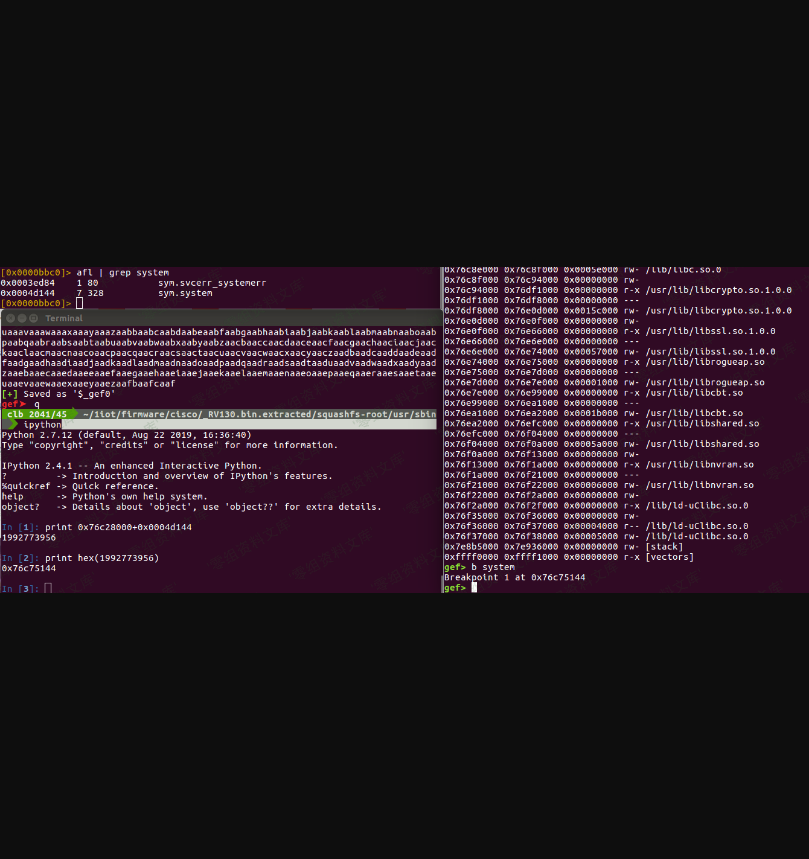 [0x0000bbc0]> afl | grep system
0x0003ed84    1 80           sym.svcerr_systemerr
0x0004d144    7 328          sym.system
[0x0000bbc0]>
Terminal
uaaavaaawaaaxaaayaaazaabbaabcaabdaabeaabfaabgaabhaabiaabjaabkaablaabmaabnaaboaab
paabqaabraabsaabtaabuaabvaabwaabxaabyaabzaacbaaccaacdaaceaacfaacgaachaaciaacjaac
kaaclaacmaacnaacoaacpaacqaacraacsaactaacuaacvaacwaacxaacyaaczaadbaadcaaddaadeaad
faadgaadhaadiaadjaadkaadlaadmaadnaadoaadpaadqaadraadsaadtaaduaadvaadwaadxaadyaad
zaaebaaecaaedaaeeaaefaaegaaehaaeiaaejaaekaaelaaemaaenaaeoaaepaaeqaaeraaesaaetaae
uaaevaaewaaexaaeyaaezaafbaafcaaf
[+] Saved as '$_gef0'
gef➤  q
clb 2041/45  ~/iiot/firmware/cisco/_RV130.bin.extracted/squashfs-root/usr/sbin
ipython
Python 2.7.12 (default, Aug 22 2019, 16:36:40)
Type "copyright", "credits" or "license" for more information.
IPython 2.4.1 -- An enhanced Interactive Python.
?         -> Introduction and overview of IPython's features.
%quickref -> Quick reference.
help      -> Python's own help system.
object?   -> Details about 'object', use 'object??' for extra details.
In [1]: print 0x76c28000+0x0004d144
1992773956
In [2]: print hex(1992773956)
0x76c75144
In [3]:
0x76c8e000 0x76c8f000 0x0005e000 rw- /lib/libc.so.0
0x76c8f000 0x76c94000 0x00000000 rw-
0x76c94000 0x76df1000 0x00000000 r-x /usr/lib/libcrypto.so.1.0.0
0x76df1000 0x76df8000 0x00000000 ---
0x76df8000 0x76e0d000 0x0015c000 rw- /usr/lib/libcrypto.so.1.0.0
0x76e0d000 0x76e0f000 0x00000000 rw-
0x76e0f000 0x76e66000 0x00000000 r-x /usr/lib/libssl.so.1.0.0
0x76e66000 0x76e6e000 0x00000000 ---
0x76e6e000 0x76e74000 0x00057000 rw- /usr/lib/libssl.so.1.0.0
0x76e74000 0x76e75000 0x00000000 r-x /usr/lib/librogueap.so
0x76e75000 0x76e7d000 0x00000000 ---
0x76e7d000 0x76e7e000 0x00001000 rw- /usr/lib/librogueap.so
0x76e7e000 0x76e99000 0x00000000 r-x /usr/lib/libcbt.so
0x76e99000 0x76ea1000 0x00000000 ---
0x76ea1000 0x76ea2000 0x0001b000 rw- /usr/lib/libcbt.so
0x76ea2000 0x76efc000 0x00000000 r-x /usr/lib/libshared.so
0x76efc000 0x76f04000 0x00000000 ---
0x76f04000 0x76f0a000 0x0005a000 rw- /usr/lib/libshared.so
0x76f0a000 0x76f13000 0x00000000 rw-
0x76f13000 0x76f1a000 0x00000000 r-x /usr/lib/libnvram.so
0x76f1a000 0x76f21000 0x00000000 ---
0x76f21000 0x76f22000 0x00006000 rw- /usr/lib/libnvram.so
0x76f22000 0x76f2a000 0x00000000 rw-
0x76f2a000 0x76f2f000 0x00000000 r-x /lib/ld-uClibc.so.0
0x76f35000 0x76f36000 0x00000000 rw-
0x76f36000 0x76f37000 0x00004000 r-- /lib/ld-uClibc.so.0
0x76f37000 0x76f38000 0x00005000 rw- /lib/ld-uClibc.so.0
0x7e8b5000 0x7e936000 0x00000000 rw- [stack]
0xffff0000 0xffff1000 0x00000000 r-x [vectors]
gef> b system
Breakpoint 1 at 0x76c75144
gef>